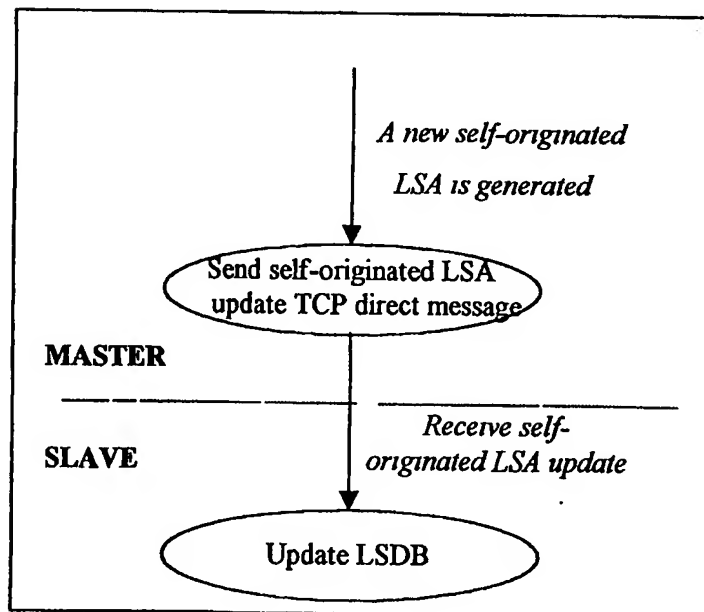 A new self-originated
LSA is generated
Send self-originated LSA
update TCP direct message
MASTER
Receive self-
originated LSA update
SLAVE
Update LSDB